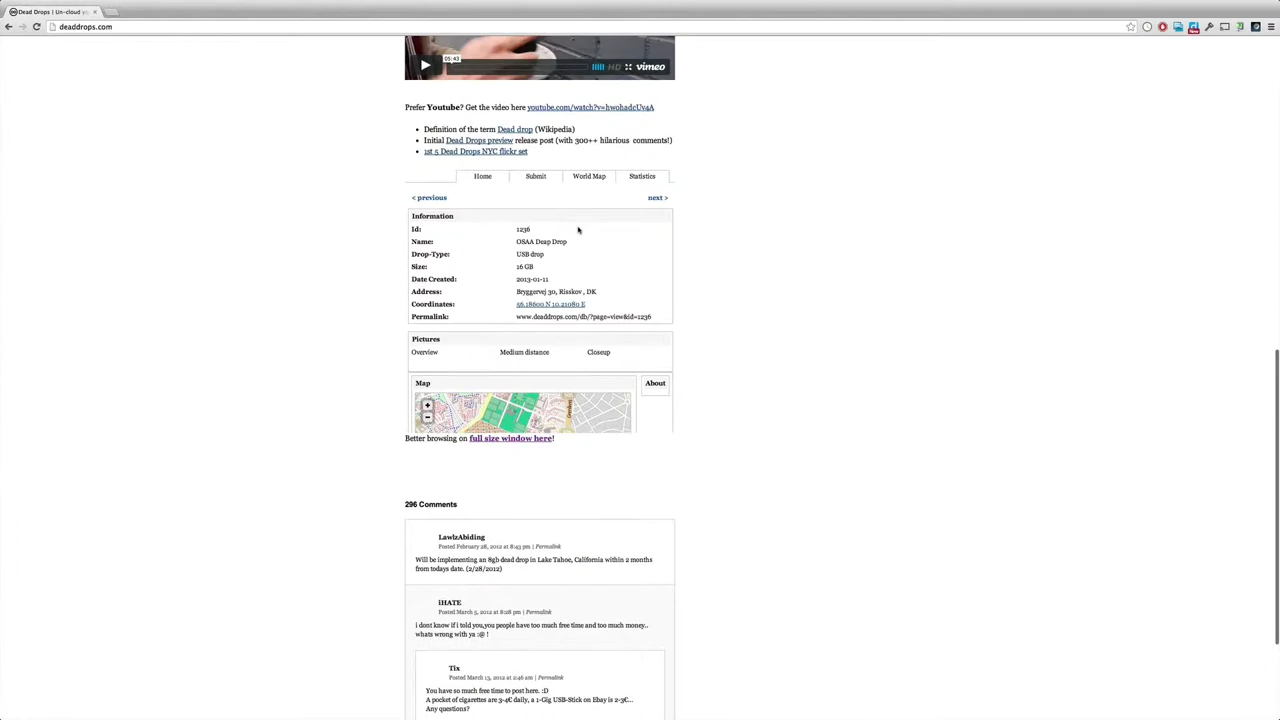 Dead Drops | Un-cloud yo
deaddrops.com
05:43
HD
vimeo
Prefer Youtube? Get the video here youtube.com/watch?v=hwohadcUv4A
Definition of the term Dead drop (Wikipedia)
Initial Dead Drops preview release post (with 300++ hilarious comments!)
1st 5 Dead Drops NYC flickr set
Home Submit World Map Statistics
< previous next >
Information
Id: 1236
Name: OSAA Deap Drop
Drop-Type: USB drop
Size: 16 GB
Date Created: 2013-01-11
Address: Bryggervej 30, Risskov , DK
Coordinates: 56.18600 N 10.21080 E
Permalink: www.deaddrops.com/db/?page=view&id=1236
Pictures
Overview Medium distance Closeup
Map About
+
−
Better browsing on full size window here!
296 Comments
LawlzAbiding
Posted February 28, 2012 at 8:43 pm | Permalink
Will be implementing an 8gb dead drop in Lake Tahoe, California within 2 months
from todays date. (2/28/2012)
iHATE
Posted March 5, 2012 at 8:28 pm | Permalink
i dont know if i told you,you people have too much free time and too much money..
whats wrong with ya :@ !
Tix
Posted March 13, 2012 at 2:46 am | Permalink
You have so much free time to post here. :D
A pocket of cigarettes are 3-4€ daily, a 1-Gig USB-Stick on Ebay is 2-3€...
Any questions?